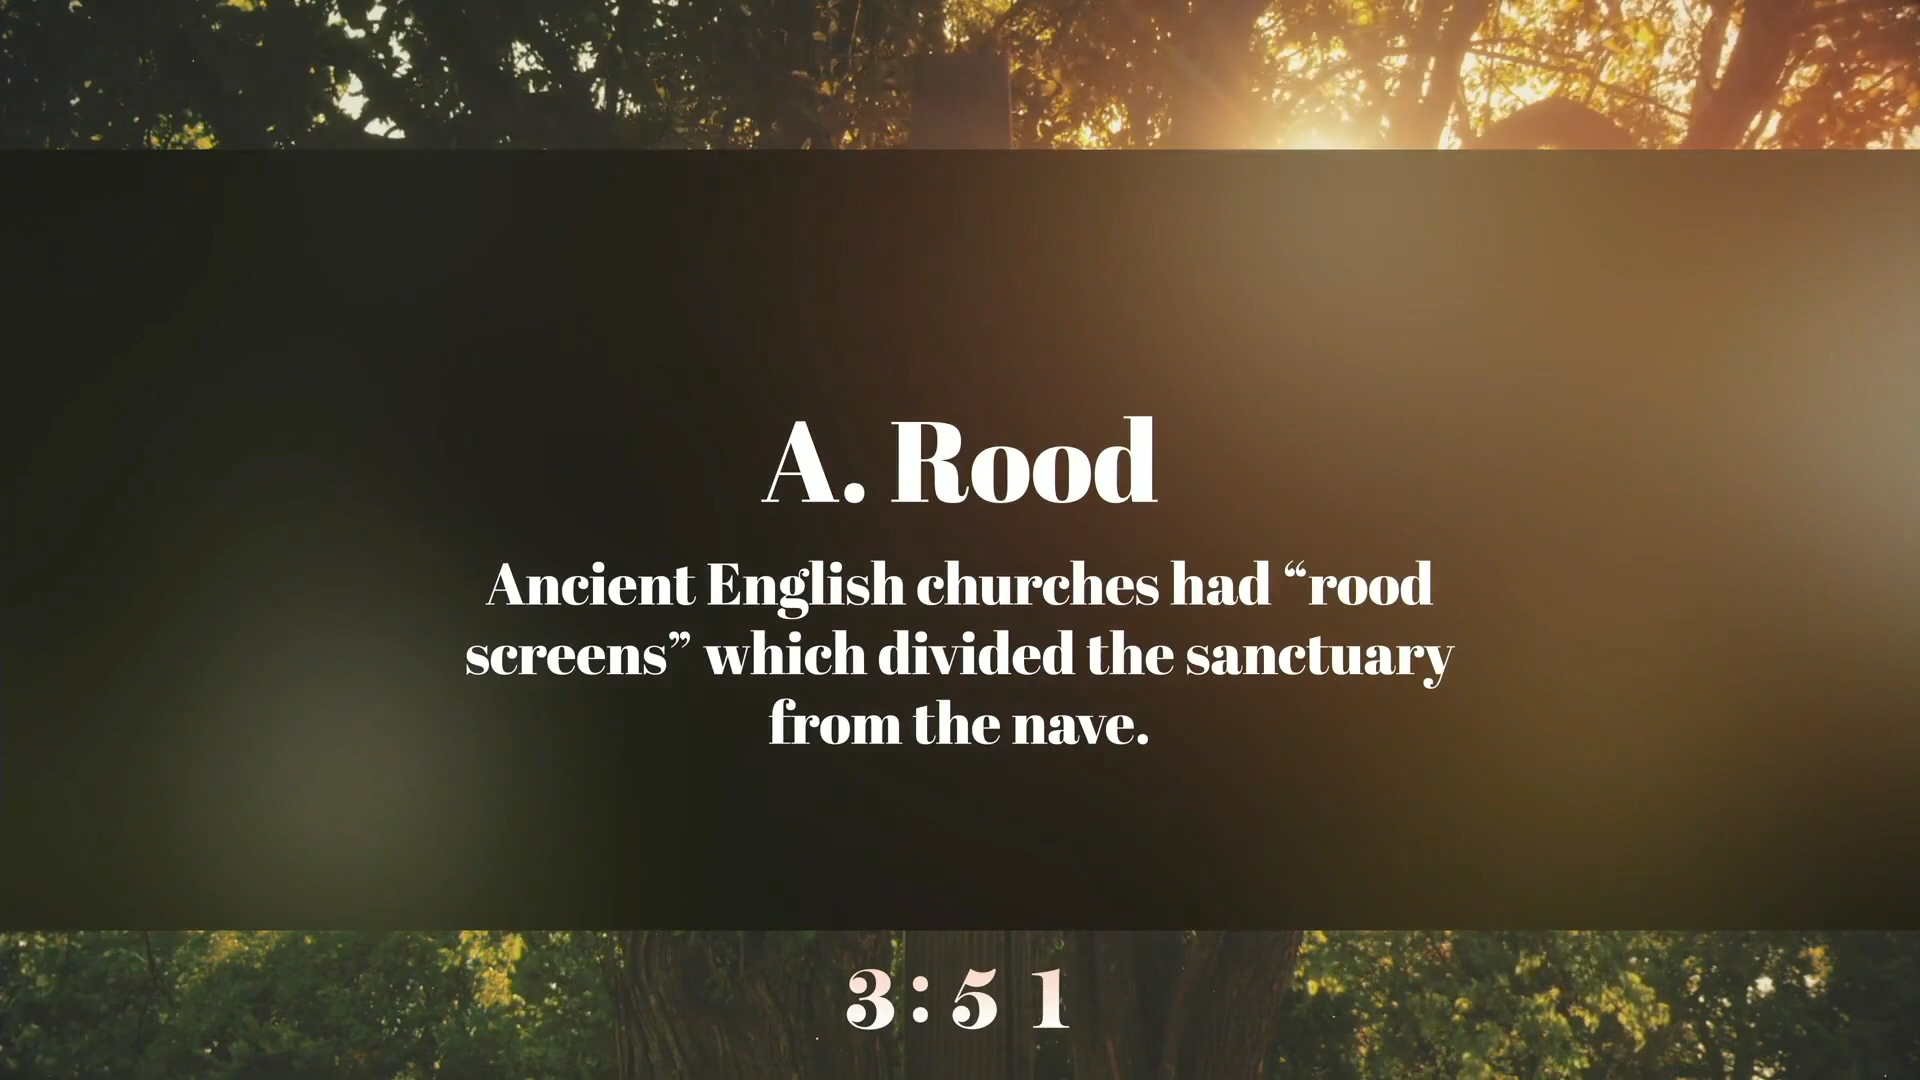 A. Rood
Ancient English churches had “rood
screens” which divided the sanctuary
from the nave.
3:51